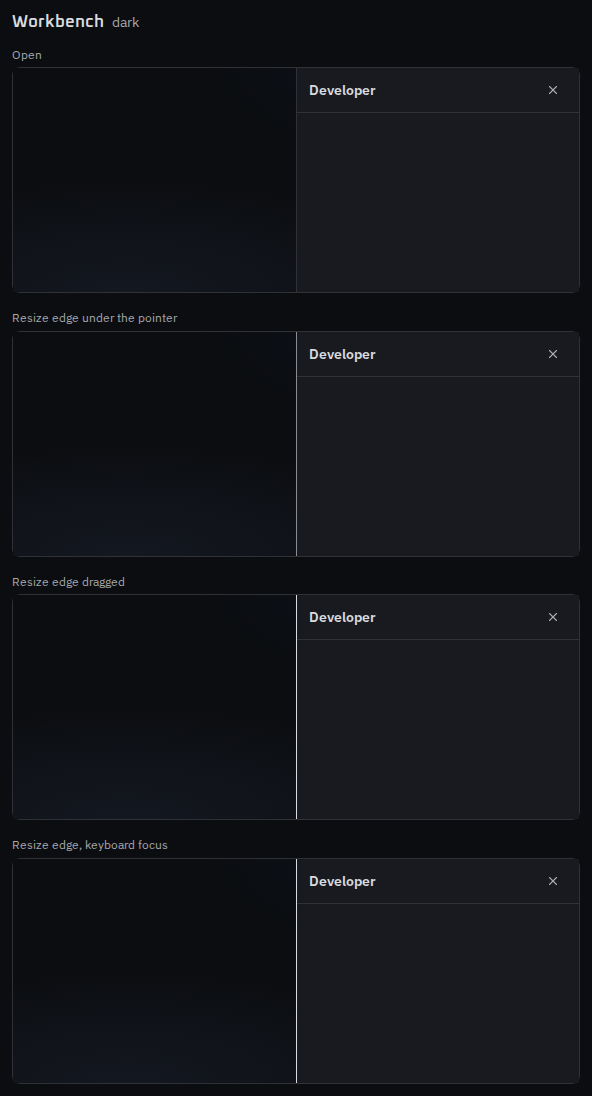 Workbench dark
Open
Developer
Resize edge under the pointer
Developer
Resize edge dragged
Developer
Resize edge, keyboard focus
Developer